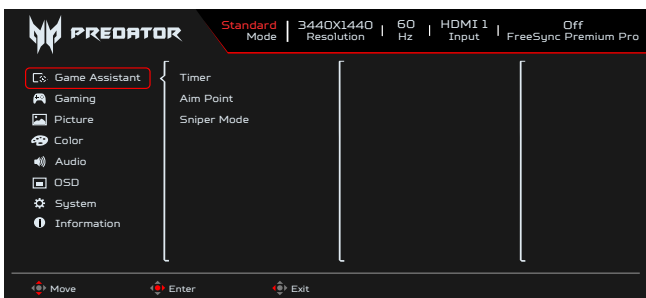 PREDATOR
Standard Mode
3440X1440 Resolution
60 Hz
HDMI 1 Input
Off FreeSync Premium Pro
Game Assistant
Timer
Gaming
Aim Point
Picture
Sniper Mode
Color
Audio
OSD
System
Information
Move
Enter
Exit